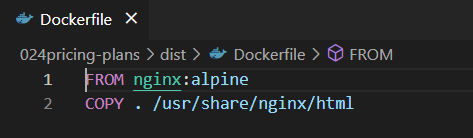 Dockerfile
024pricing-plans > dist > Dockerfile > FROM
1 FROM nginx:alpine
2 COPY . /usr/share/nginx/html